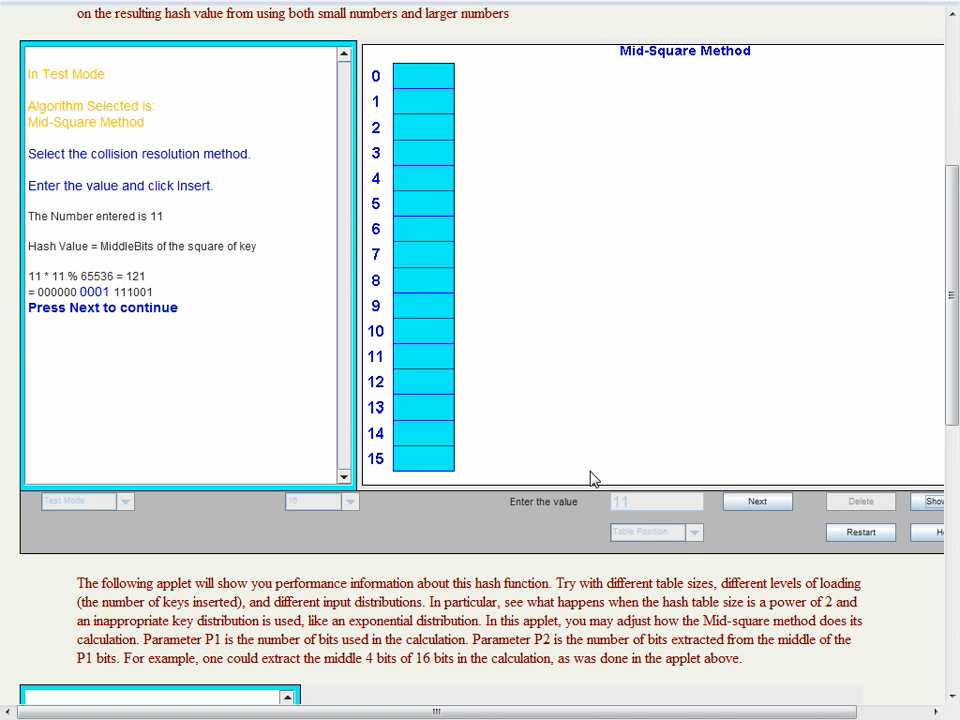 on the resulting hash value from using both small numbers and larger numbers
In Test Mode
Algorithm Selected is:
Mid-Square Method
Select the collision resolution method.
Enter the value and click Insert.
The Number entered is 11
Hash Value = MiddleBits of the square of key
11 * 11 % 65536 = 121
= 000000 0001 111001
Press Next to continue
Mid-Square Method
0
1
2
3
4
5
6
7
8
9
10
11
12
13
14
15
Test Mode
16
Enter the value
11
Next
Delete
Show
Table Position
Restart
H
The following applet will show you performance information about this hash function. Try with different table sizes, different levels of loading
(the number of keys inserted), and different input distributions. In particular, see what happens when the hash table size is a power of 2 and
an inappropriate key distribution is used, like an exponential distribution. In this applet, you may adjust how the Mid-square method does its
calculation. Parameter P1 is the number of bits used in the calculation. Parameter P2 is the number of bits extracted from the middle of the
P1 bits. For example, one could extract the middle 4 bits of 16 bits in the calculation, as was done in the applet above.